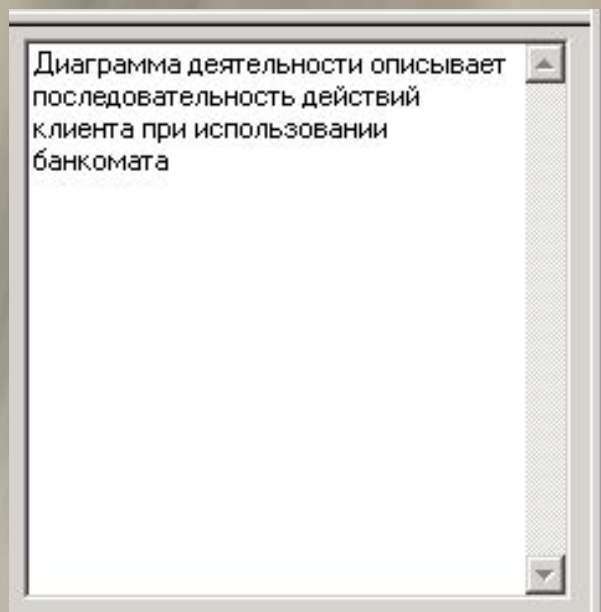 Диаграмма деятельности описывает
последовательность действий
клиента при использовании
банкомата